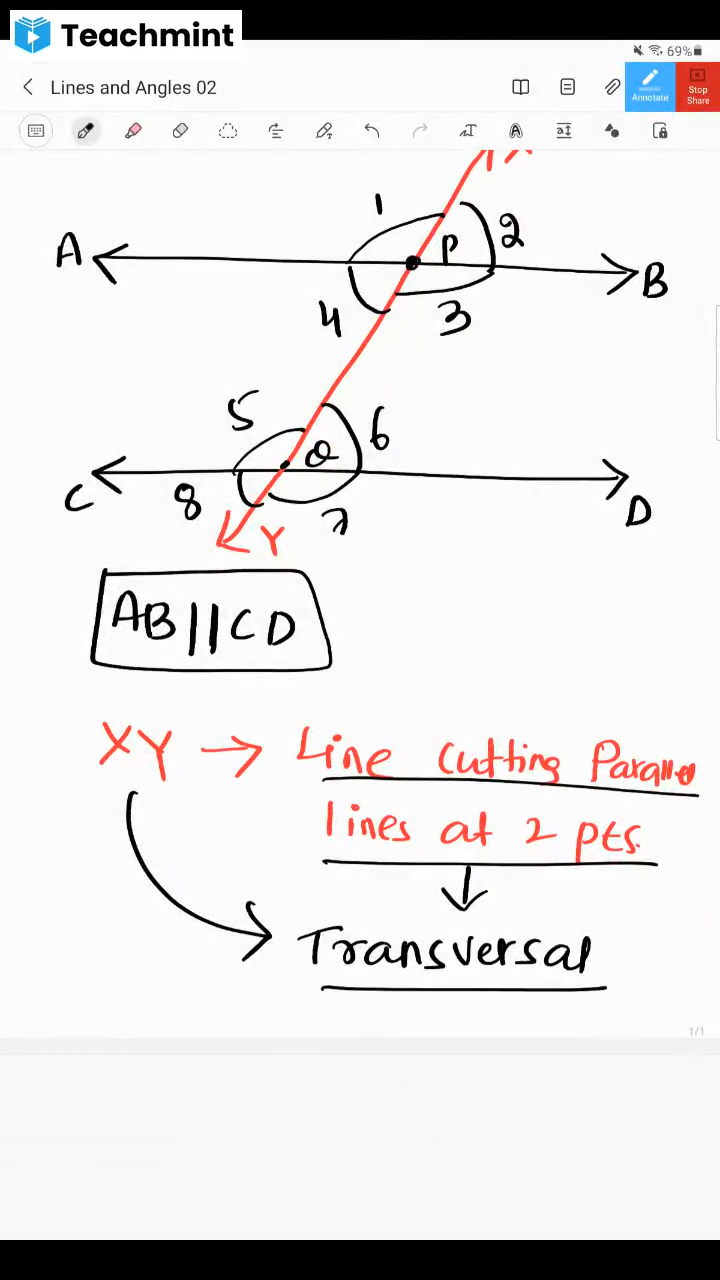 Teachmint
69%
Lines and Angles 02
Annotate
Stop
Share
1
2
A
P
B
4
3
5
6
Q
C
8
7
D
Y
AB||CD
XY → Line cutting Parallel
lines at 2 pts.
Transversal
1/1